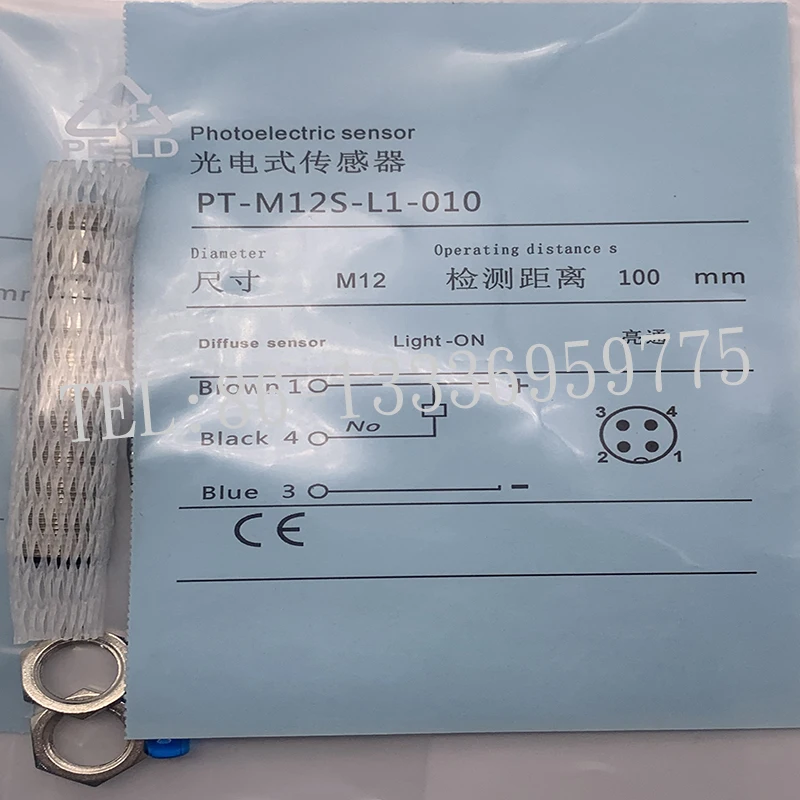 PE-LD
Photoelectric sensor
光电式传感器
PT-M12S-L1-010
Diameter Operating distance s
尺寸 M12 检测距离 100 mm
Diffuse sensor Light-ON 亮通
TEL:86 13336959775
Brown 1 +
Black 4 No
3 4
2 1
Blue 3 -
CE
mm